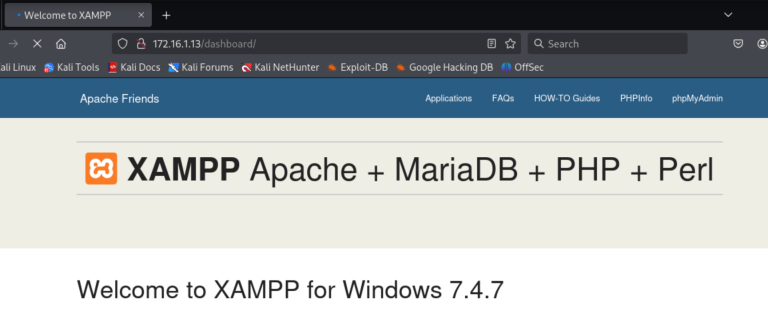 Welcome to XAMPP
172.16.1.13/dashboard/
Search
ali Linux Kali Tools Kali Docs Kali Forums Kali NetHunter Exploit-DB Google Hacking DB OffSec
Apache Friends Applications FAQs HOW-TO Guides PHPInfo phpMyAdmin
XAMPP Apache + MariaDB + PHP + Perl
Welcome to XAMPP for Windows 7.4.7